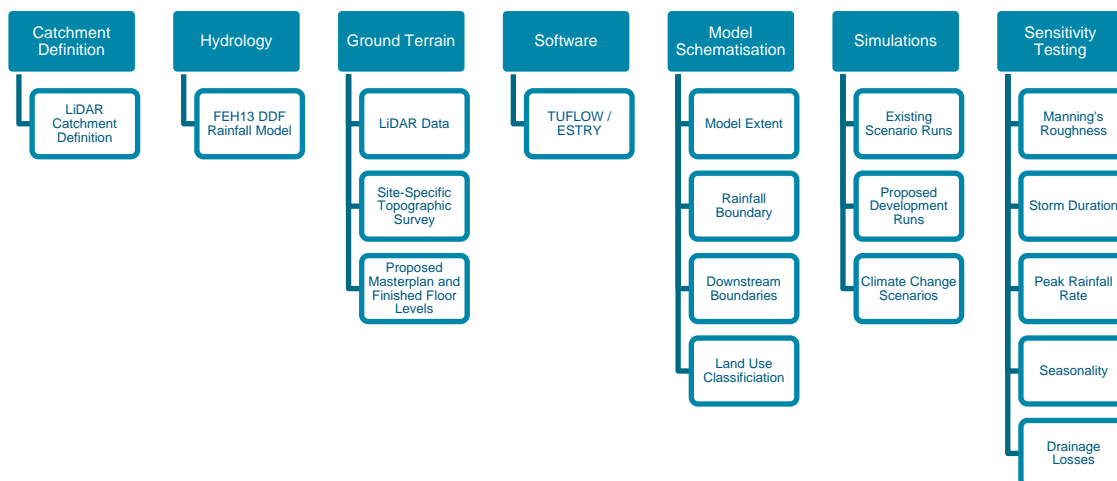 Catchment
Definition
LiDAR
Catchment
Definition
Hydrology
FEH13 DDF
Rainfall Model
Ground Terrain
LiDAR Data
Site-Specific
Topographic
Survey
Proposed
Masterplan and
Finished Floor
Levels
Software
TUFLOW /
ESTRY
Model
Schematisation
Model Extent
Rainfall
Boundary
Downstream
Boundaries
Land Use
Classificiation
Simulations
Existing
Scenario Runs
Proposed
Development
Runs
Climate Change
Scenarios
Sensitivity
Testing
Manning's
Roughness
Storm Duration
Peak Rainfall
Rate
Seasonality
Drainage
Losses